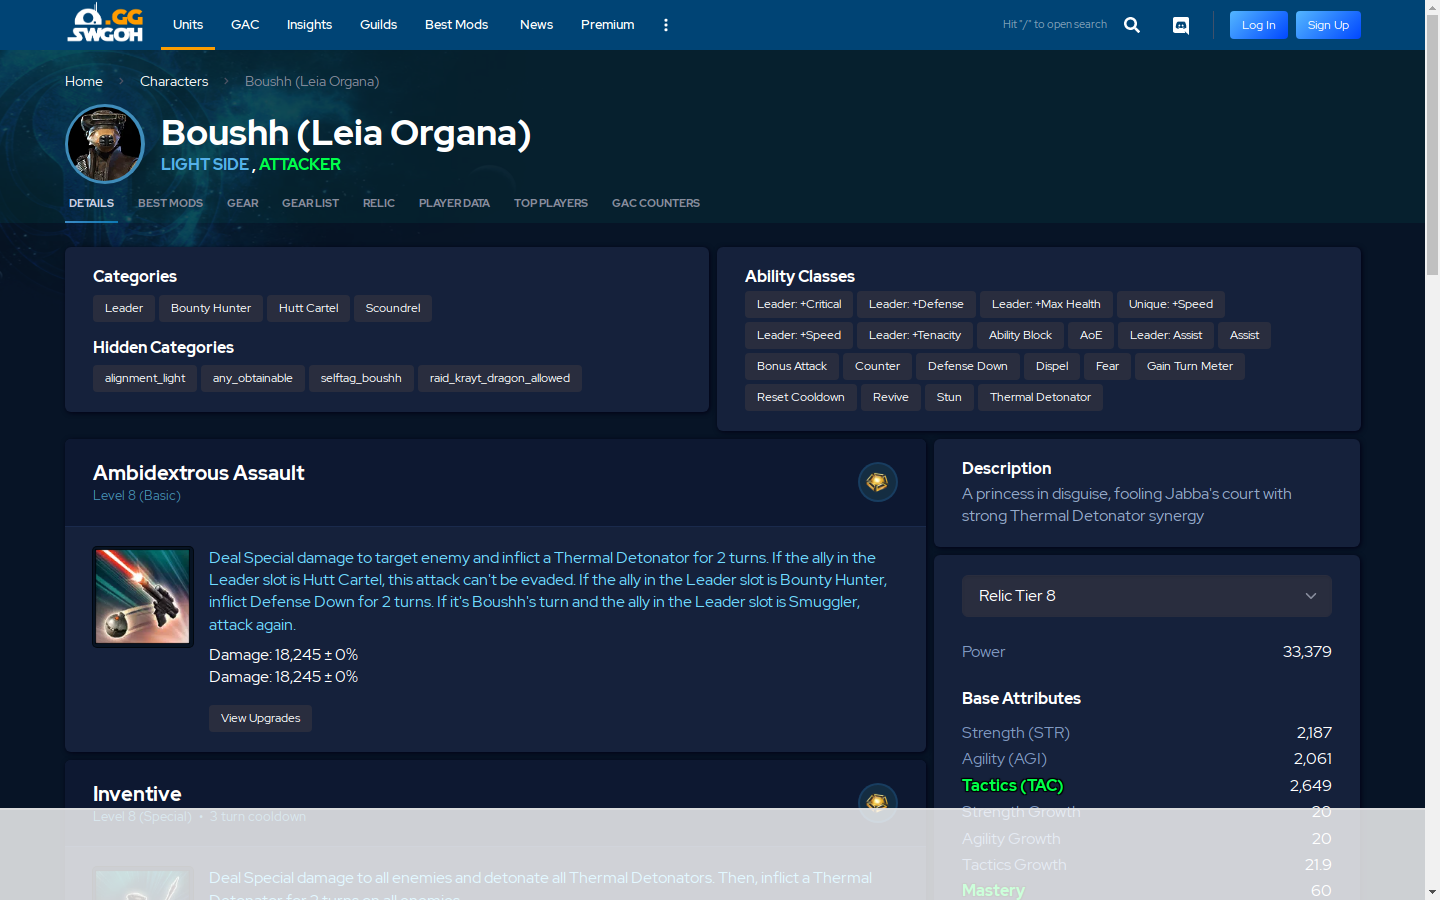 .GG
SWGOH
Units
GAC
Insights
Guilds
Best Mods
News
Premium
Hit "/" to open search
Log In
Sign Up
Home
Characters
Boushh (Leia Organa)
Boushh (Leia Organa)
LIGHT SIDE , ATTACKER
DETAILS
BEST MODS
GEAR
GEAR LIST
RELIC
PLAYER DATA
TOP PLAYERS
GAC COUNTERS
Categories
Leader
Bounty Hunter
Hutt Cartel
Scoundrel
Hidden Categories
alignment_light
any_obtainable
selftag_boushh
raid_krayt_dragon_allowed
Ability Classes
Leader: +Critical
Leader: +Defense
Leader: +Max Health
Unique: +Speed
Leader: +Speed
Leader: +Tenacity
Ability Block
AoE
Leader: Assist
Assist
Bonus Attack
Counter
Defense Down
Dispel
Fear
Gain Turn Meter
Reset Cooldown
Revive
Stun
Thermal Detonator
Ambidextrous Assault
Level 8 (Basic)
Deal Special damage to target enemy and inflict a Thermal Detonator for 2 turns. If the ally in the
Leader slot is Hutt Cartel, this attack can't be evaded. If the ally in the Leader slot is Bounty Hunter,
inflict Defense Down for 2 turns. If it's Boushh's turn and the ally in the Leader slot is Smuggler,
attack again.
Damage: 18,245 ± 0%
Damage: 18,245 ± 0%
View Upgrades
Inventive
Level 8 (Special) • 3 turn cooldown
Deal Special damage to all enemies and detonate all Thermal Detonators. Then, inflict a Thermal
Detonator for 2 turns on all enemies.
Description
A princess in disguise, fooling Jabba's court with
strong Thermal Detonator synergy
Relic Tier 8
Power 33,379
Base Attributes
Strength (STR) 2,187
Agility (AGI) 2,061
Tactics (TAC) 2,649
Strength Growth 20
Agility Growth 20
Tactics Growth 21.9
Mastery 60